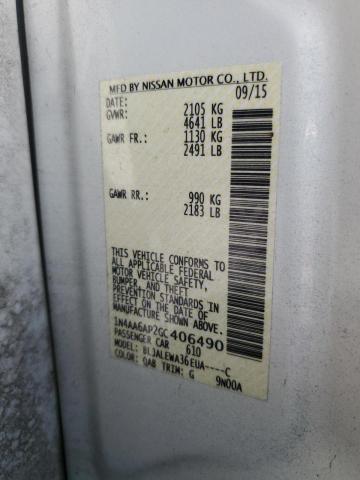 MFD BY NISSAN MOTOR CO., LTD.
DATE: 09/15
GVWR: 2105 KG
4641 LB
GAWR FR.: 1130 KG
2491 LB
GAWR RR.: 990 KG
2183 LB
THIS VEHICLE CONFORMS TO
ALL APPLICABLE FEDERAL
MOTOR VEHICLE SAFETY,
BUMPER, AND THEFT
PREVENTION STANDARDS IN
EFFECT ON THE DATE OF
MANUFACTURE SHOWN ABOVE.
1N4AA6AP2GC406490
PASSENGER CAR 610
MODEL: BLJALEWA36EUA----C
COLOR: QAB TRIM: G 9N00A